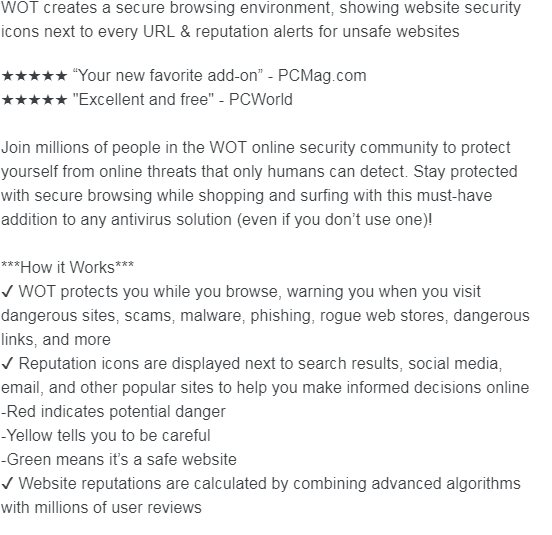 WOT creates a secure browsing environment, showing website security
icons next to every URL & reputation alerts for unsafe websites
★★★★★ “Your new favorite add-on” - PCMag.com
★★★★★ "Excellent and free" - PCWorld
Join millions of people in the WOT online security community to protect
yourself from online threats that only humans can detect. Stay protected
with secure browsing while shopping and surfing with this must-have
addition to any antivirus solution (even if you don’t use one)!
***How it Works***
✔ WOT protects you while you browse, warning you when you visit
dangerous sites, scams, malware, phishing, rogue web stores, dangerous
links, and more
✔ Reputation icons are displayed next to search results, social media,
email, and other popular sites to help you make informed decisions online
-Red indicates potential danger
-Yellow tells you to be careful
-Green means it’s a safe website
✔ Website reputations are calculated by combining advanced algorithms
with millions of user reviews